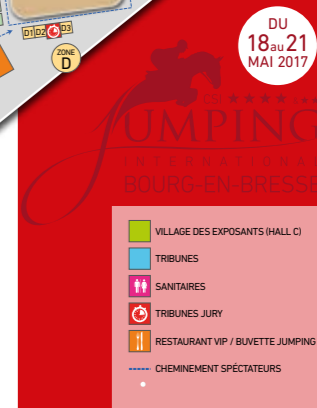 D1 D2 D3
ZONE
D
DU
18 au 21
MAI 2017
CSI ★★★★
JUMPING
INTERNATIONAL
BOURG-EN-BRESSE
VILLAGE DES EXPOSANTS (HALL C)
TRIBUNES
SANITAIRES
TRIBUNES JURY
RESTAURANT VIP / BUVETTE JUMPING
CHEMINEMENT SPÉCTATEURS